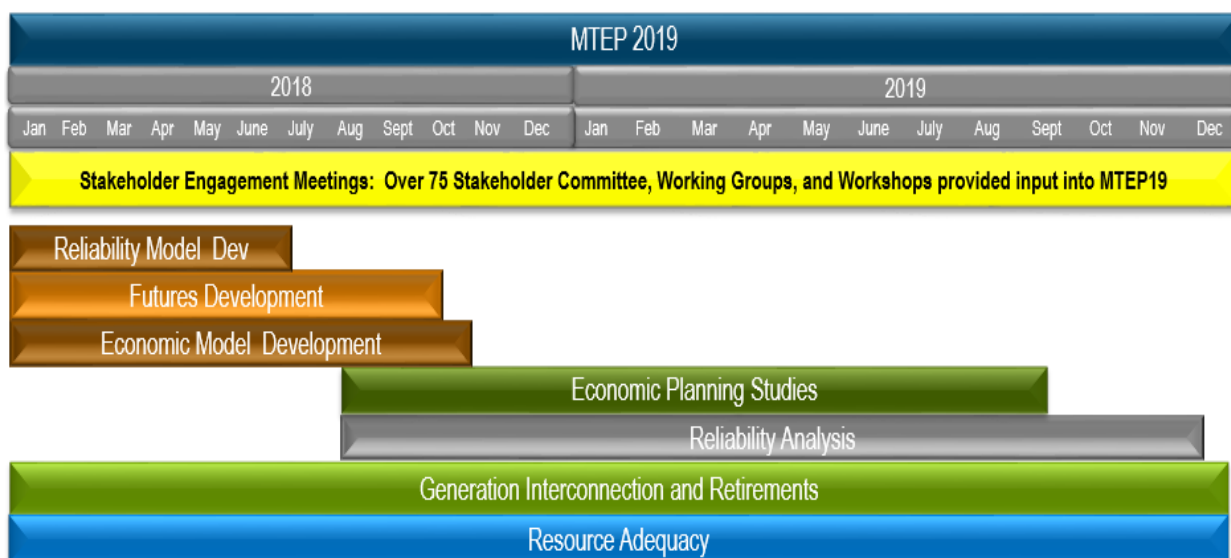 MTEP 2019
2018 2019
Jan Feb Mar Apr May June July Aug Sept Oct Nov Dec Jan Feb Mar Apr May June July Aug Sept Oct Nov Dec
Stakeholder Engagement Meetings: Over 75 Stakeholder Committee, Working Groups, and Workshops provided input into MTEP19
Reliability Model Dev
Futures Development
Economic Model Development
Economic Planning Studies
Reliability Analysis
Generation Interconnection and Retirements
Resource Adequacy